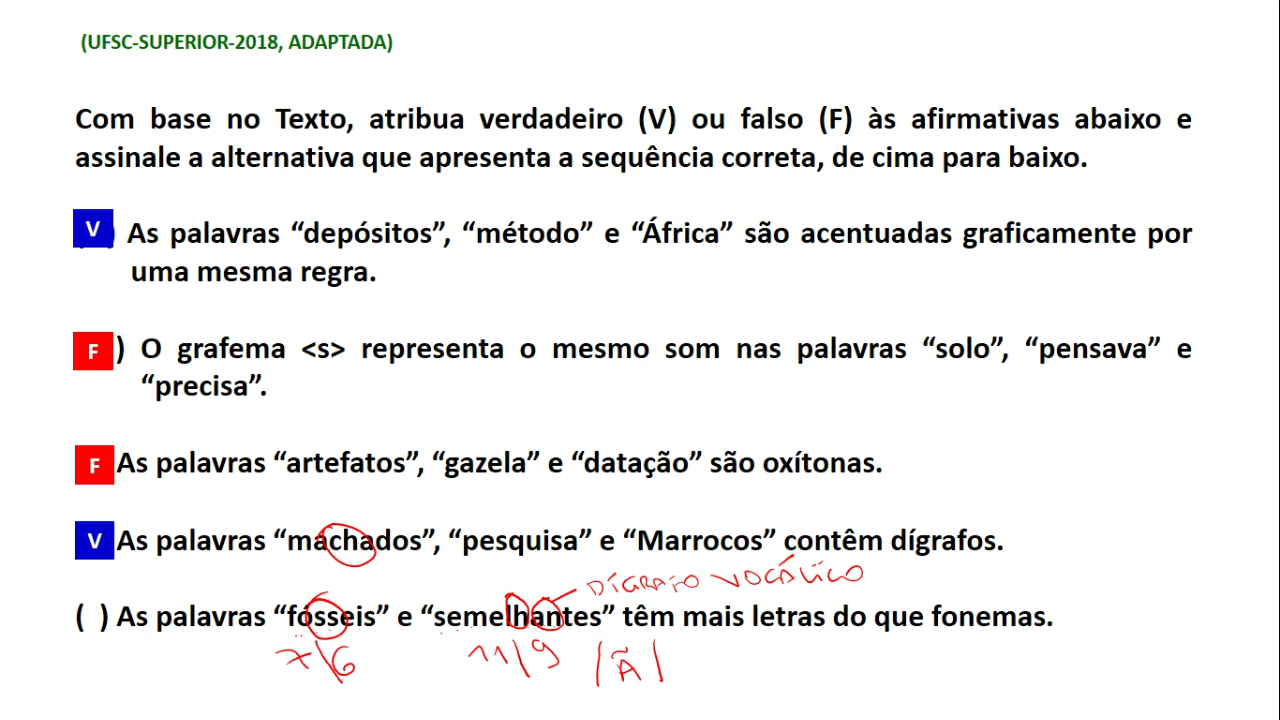 (UFSC-SUPERIOR-2018, ADAPTADA)
Com base no Texto, atribua verdadeiro (V) ou falso (F) às afirmativas abaixo e
assinale a alternativa que apresenta a sequência correta, de cima para baixo.
V ) As palavras “depósitos”, “método” e “África” são acentuadas graficamente por
uma mesma regra.
F ) O grafema <s> representa o mesmo som nas palavras “solo”, “pensava” e
“precisa”.
F As palavras “artefatos”, “gazela” e “datação” são oxítonas.
V As palavras “machados”, “pesquisa” e “Marrocos” contêm dígrafos.
DÍGRAFO VOCÁLICO
( ) As palavras “fósseis” e “semelhantes” têm mais letras do que fonemas.
7/6 11/9 /Ã/